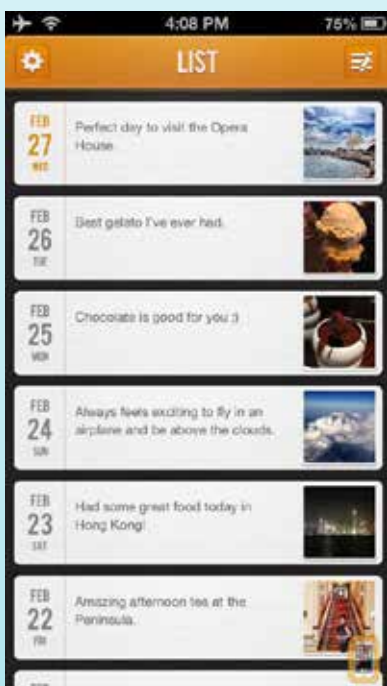 4:08 PM
75%
LIST
FEB
27
WED
Perfect day to visit the Opera
House.
FEB
26
TUE
Best gelato I've ever had.
FEB
25
MON
Chocolate is good for you :)
FEB
24
SUN
Always feels exciting to fly in an
airplane and be above the clouds.
FEB
23
SAT
Had some great food today in
Hong Kong!
FEB
22
FRI
Amazing afternoon tea at the
Peninsula.
FEB